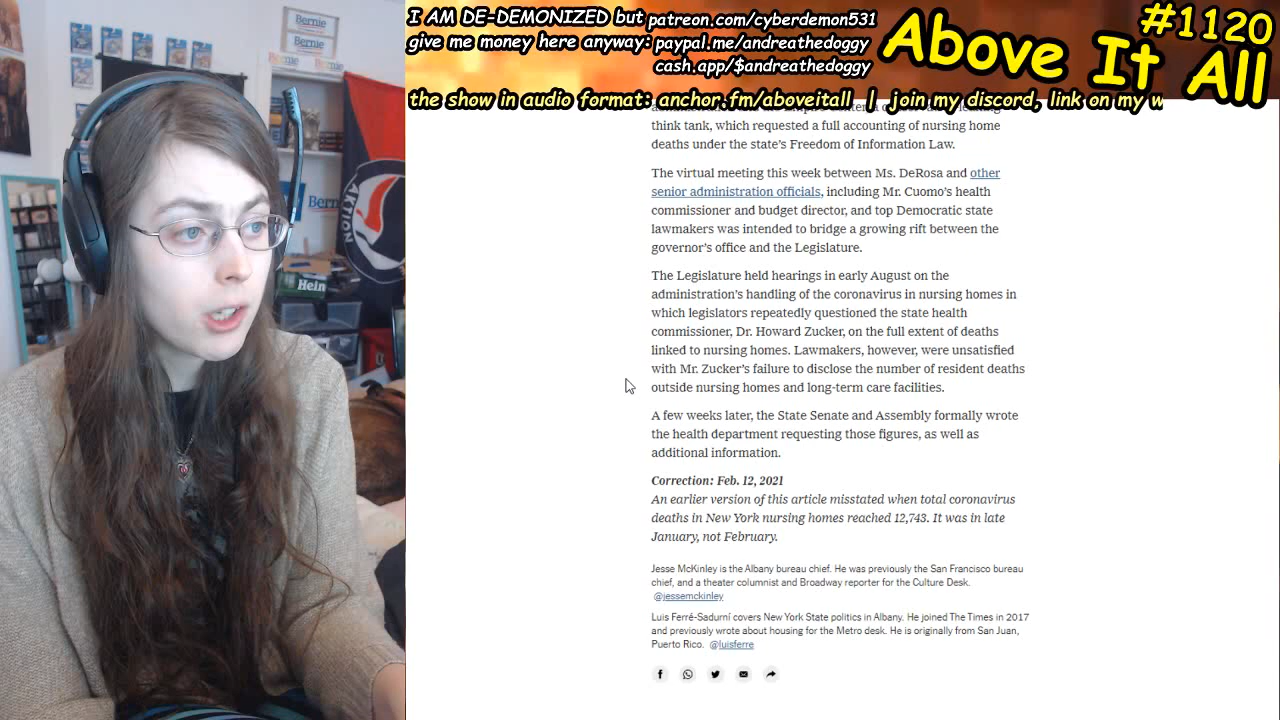 I AM DE-DEMONIZED but patreon.com/cyberdemon531
give me money here anyway: paypal.me/andreathedoggy
cash.app/$andreathedoggy
Above It All
#1120
the show in audio format: anchor.fm/aboveitall | join my discord, link on my w
think tank, which requested a full accounting of nursing home
deaths under the state's Freedom of Information Law.
The virtual meeting this week between Ms. DeRosa and other
senior administration officials, including Mr. Cuomo's health
commissioner and budget director, and top Democratic state
lawmakers was intended to bridge a growing rift between the
governor's office and the Legislature.
The Legislature held hearings in early August on the
administration's handling of the coronavirus in nursing homes in
which legislators repeatedly questioned the state health
commissioner, Dr. Howard Zucker, on the full extent of deaths
linked to nursing homes. Lawmakers, however, were unsatisfied
with Mr. Zucker's failure to disclose the number of resident deaths
outside nursing homes and long-term care facilities.
A few weeks later, the State Senate and Assembly formally wrote
the health department requesting those figures, as well as
additional information.
Correction: Feb. 12, 2021
An earlier version of this article misstated when total coronavirus
deaths in New York nursing homes reached 12,743. It was in late
January, not February.
Jesse McKinley is the Albany bureau chief. He was previously the San Francisco bureau
chief, and a theater columnist and Broadway reporter for the Culture Desk.
@jessemckinley
Luis Ferré-Sadurní covers New York State politics in Albany. He joined The Times in 2017
and previously wrote about housing for the Metro desk. He is originally from San Juan,
Puerto Rico. @luisferre
Bernie
Bernie
Bernie
Bernie
Bernie
AKTION
Hein